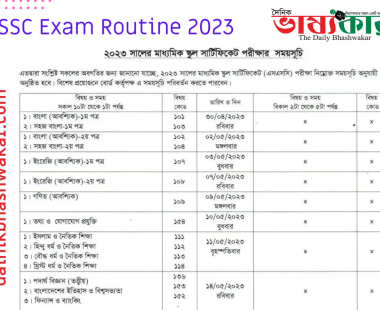 SSC Exam Routine 2023
দৈনিক
ভাষ্যকার
The Daily Bhashwakar
dainikbhashwakar.com
২০২৩ সালের মাধ্যমিক স্কুল সার্টিফিকেট পরীক্ষার সময়সূচি
এতদ্বারা সংশ্লিষ্ট সকলের অবগতির জন্য জানানো যাচ্ছে, ২০২৩ সালের মাধ্যমিক স্কুল সার্টিফিকেট (এসএসসি) পরীক্ষা নিম্নোক্ত সময়সূচি অনুযায়ী
অনুষ্ঠিত হবে। বিশেষ প্রয়োজনে বোর্ড কর্তৃপক্ষ এ সময়সূচি পরিবর্তন করতে পারবেন।
বিষয় ও সময় সকাল ১০টা থেকে ১টা পর্যন্ত বিষয় কোড তারিখ ও দিন বিষয় ও সময় বিকাল ২টা থেকে ৫টা পর্যন্ত বিষয় কোড
১। বাংলা (আবশ্যিক)-১ম পত্র ১০১ ৩০/০৪/২০২৩ x x
২। সহজ বাংলা-১ম পত্র ১০৩ রবিবার
১। বাংলা (আবশ্যিক)-২য় পত্র ১০২ ০২/০৫/২০২৩ x x
২। সহজ বাংলা-২য় পত্র ১০৪ মঙ্গলবার
১। ইংরেজি (আবশ্যিক)-১ম পত্র ১০৭ ০৩/০৫/২০২৩ বুধবার x x
১। ইংরেজি (আবশ্যিক)-২য় পত্র ১০৮ ০৭/০৫/২০২৩ রবিবার x x
১। গণিত (আবশ্যিক) ১০৯ ০৯/০৫/২০২৩ মঙ্গলবার x x
১। তথ্য ও যোগাযোগ প্রযুক্তি ১৫৪ ১০/০৫/২০২৩ বুধবার x x
১। ইসলাম ও নৈতিক শিক্ষা ১১১
২। হিন্দু ধর্ম ও নৈতিক শিক্ষা ১১২ ১১/০৫/২০২৩ x x
৩। বৌদ্ধ ধর্ম ও নৈতিক শিক্ষা ১১৩ বৃহস্পতিবার
৪। খ্রিস্ট ধর্ম ও নৈতিক শিক্ষা ১১৪
১। পদার্থ বিজ্ঞান (তত্ত্বীয়) ১৩৬
২। বাংলাদেশের ইতিহাস ও বিশ্বসভ্যতা ১৫৩ ১৪/০৫/২০২৩ x x
৩। ফিন্যান্স ও ব্যাংকিং ১৫২ রবিবার